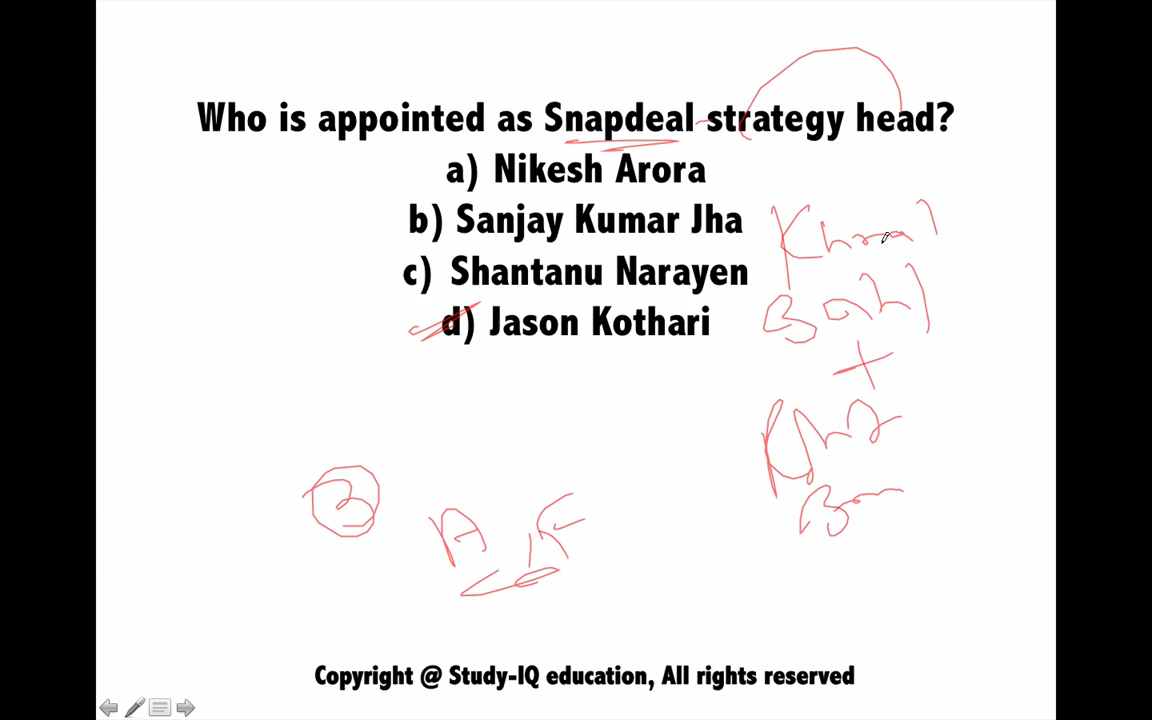 Who is appointed as Snapdeal strategy head?
a) Nikesh Arora
b) Sanjay Kumar Jha
c) Shantanu Narayen
d) Jason Kothari
3
Copyright @ Study-IQ education, All rights reserved